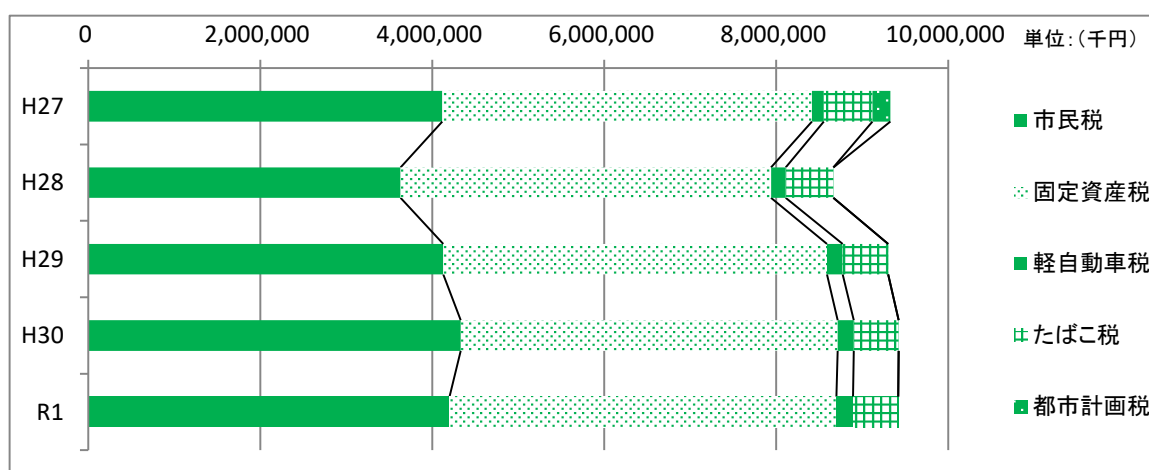 0 2,000,000 4,000,000 6,000,000 8,000,000 10,000,000 単位：(千円)
H27
H28
H29
H30
R1
市民税
固定資産税
軽自動車税
たばこ税
都市計画税